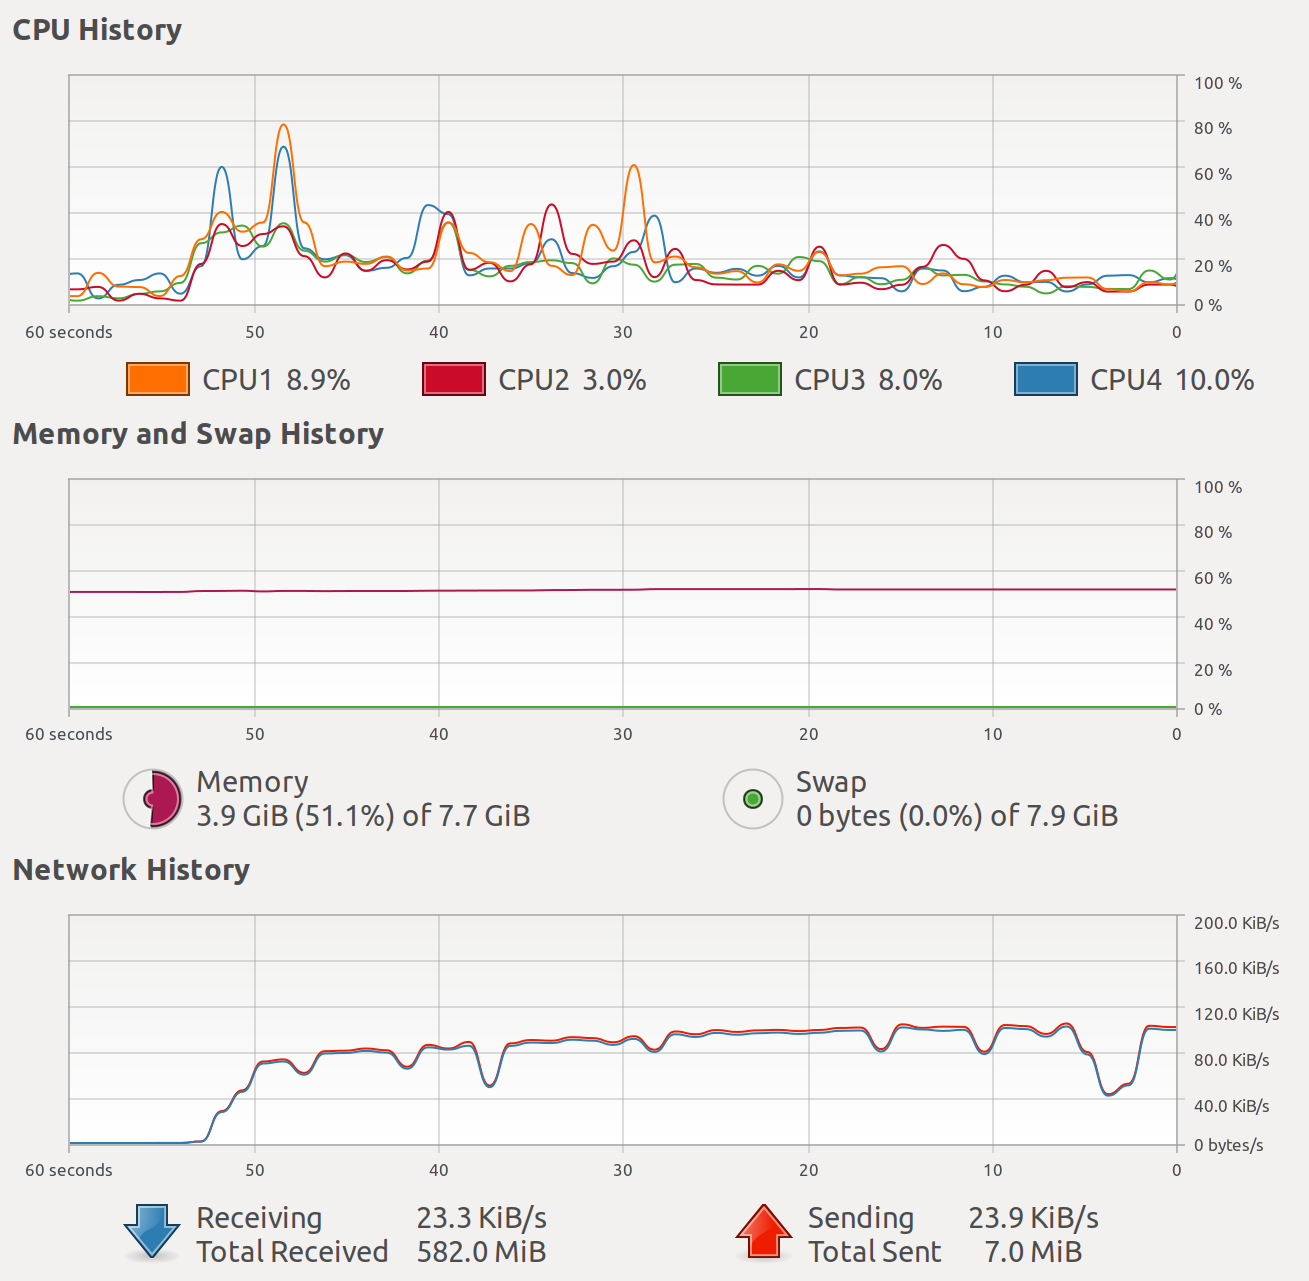 CPU History
100 %
80 %
60 %
40 %
20 %
0 %
60 seconds 50 40 30 20 10 0
CPU1 8.9% CPU2 3.0% CPU3 8.0% CPU4 10.0%
Memory and Swap History
100 %
80 %
60 %
40 %
20 %
0 %
60 seconds 50 40 30 20 10 0
Memory
3.9 GiB (51.1%) of 7.7 GiB
Swap
0 bytes (0.0%) of 7.9 GiB
Network History
200.0 KiB/s
160.0 KiB/s
120.0 KiB/s
80.0 KiB/s
40.0 KiB/s
0 bytes/s
60 seconds 50 40 30 20 10 0
Receiving 23.3 KiB/s
Total Received 582.0 MiB
Sending 23.9 KiB/s
Total Sent 7.0 MiB